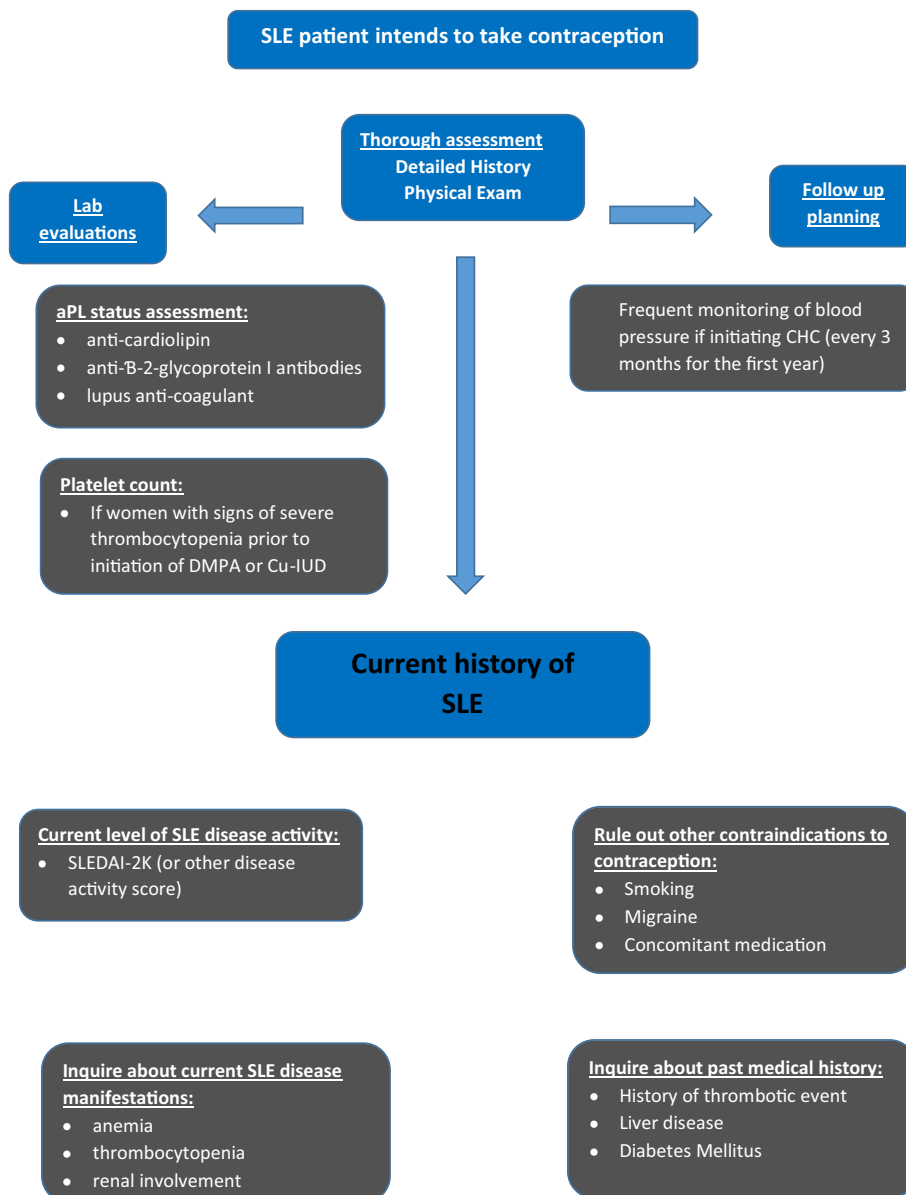 SLE patient intends to take contraception
Thorough assessment
Detailed History
Physical Exam
Lab
evaluations
Follow up
planning
aPL status assessment:
• anti-cardiolipin
• anti-Ɓ-2-glycoprotein I antibodies
• lupus anti-coagulant
Frequent monitoring of blood
pressure if initiating CHC (every 3
months for the first year)
Platelet count:
• If women with signs of severe
thrombocytopenia prior to
initiation of DMPA or Cu-IUD
Current history of
SLE
Current level of SLE disease activity:
• SLEDAI-2K (or other disease
activity score)
Rule out other contraindications to
contraception:
• Smoking
• Migraine
• Concomitant medication
Inquire about current SLE disease
manifestations:
• anemia
• thrombocytopenia
• renal involvement
Inquire about past medical history:
• History of thrombotic event
• Liver disease
• Diabetes Mellitus